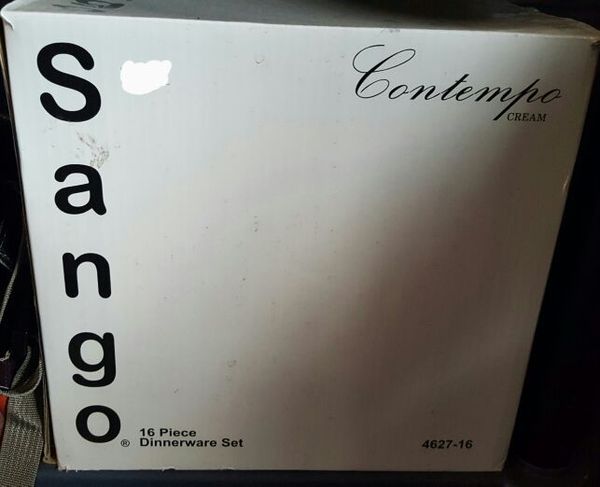 Sango®
Contempo
CREAM
16 Piece
Dinnerware Set
4627-16